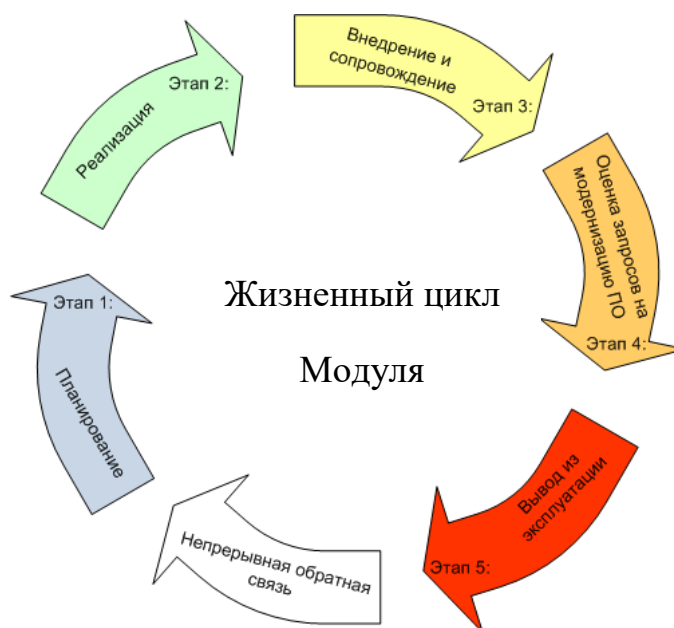 Этап 1:
Планирование
Этап 2:
Реализация
Внедрение и
сопровождение
Этап 3:
Оценка запросов на
модернизацию ПО
Этап 4:
Вывод из
эксплуатации
Этап 5:
Непрерывная обратная
связь
Жизненный цикл
Модуля